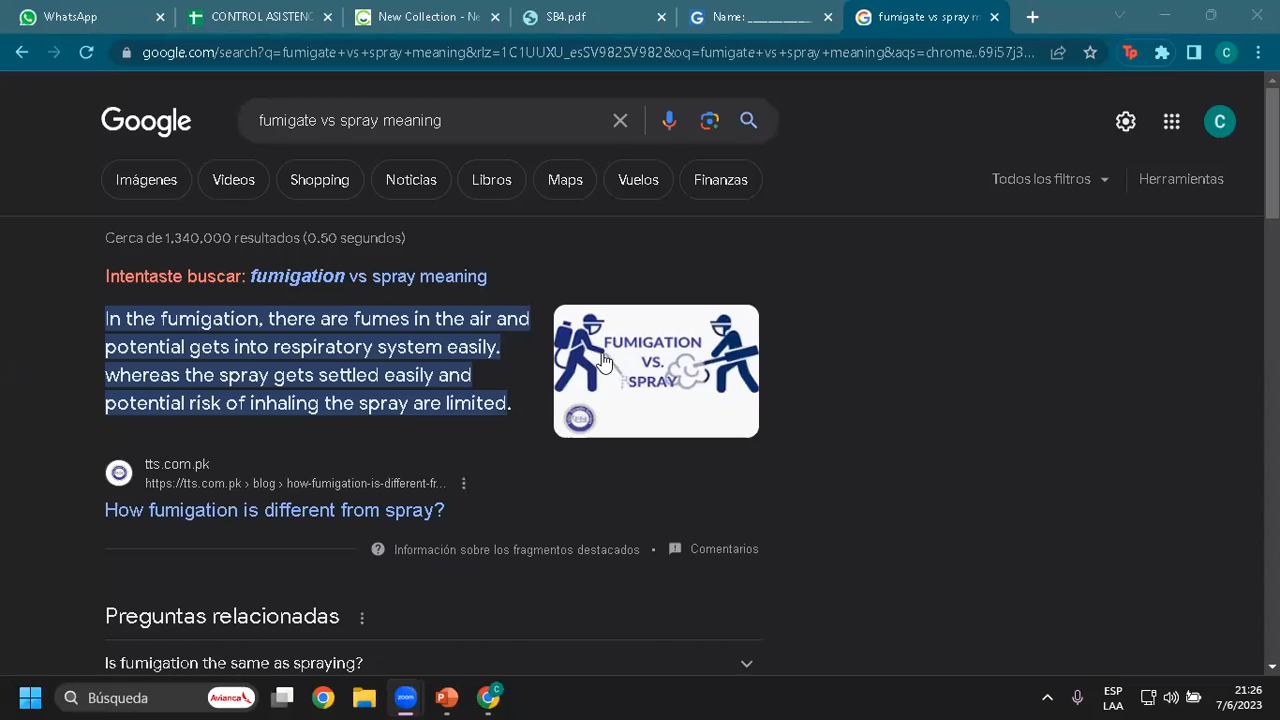 WhatsApp
CONTROL ASISTENC
New Collection - Ne
SB4.pdf
Name: ________
fumigate vs spray m
google.com/search?q=fumigate+vs+spray+meaning&rlz=1C1UUXU_esSV982SV982&oq=fumigate+vs+spray+meaning&aqs=chrome..69i57j3...
Google
fumigate vs spray meaning
C
Imágenes
Videos
Shopping
Noticias
Libros
Maps
Vuelos
Finanzas
Todos los filtros
Herramientas
Cerca de 1,340,000 resultados (0.50 segundos)
Intentaste buscar: fumigation vs spray meaning
In the fumigation, there are fumes in the air and
potential gets into respiratory system easily.
whereas the spray gets settled easily and
potential risk of inhaling the spray are limited.
FUMIGATION
VS.
SPRAY
tts.com.pk
https://tts.com.pk › blog › how-fumigation-is-different-fr...
How fumigation is different from spray?
Información sobre los fragmentos destacados
Comentarios
Preguntas relacionadas
Is fumigation the same as spraying?
Búsqueda
Avianca
zoom
ESP
LAA
21:26
7/6/2023